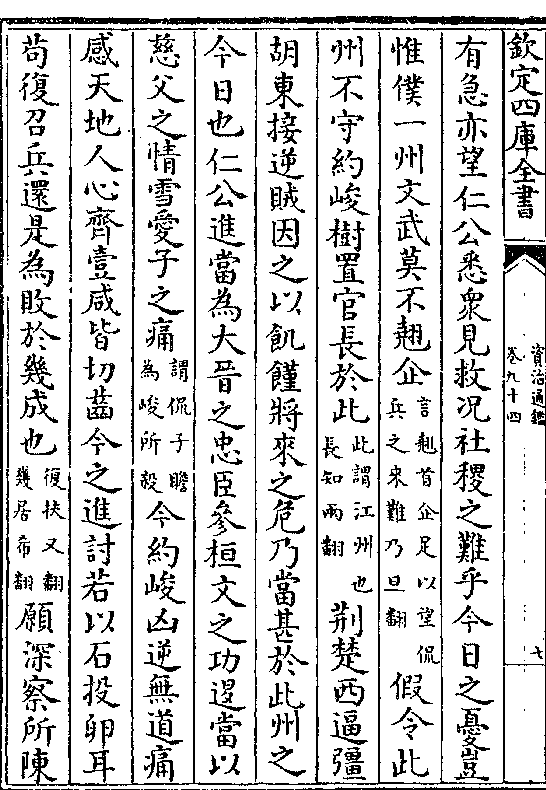 欽定四庫全書
資治通鑑
卷九十四
七
有急亦望仁公悉衆見救况社稷之難乎今日之憂豈
惟僕一州文武莫不翹企言翹首企足以望侃兵之来難乃旦翻假令此
州不守約峻樹置官長於此此謂江州也長知兩翻荆楚西逼彊
胡東接逆賊因之以飢饉將來之危乃當甚於此州之
今日也仁公進當為大晉之忠臣參桓文之功退當以
慈父之情雪愛子之痛謂侃子瞻為峻所殺今約峻凶逆無道痛
感天地人心齊壹咸皆切齒今之進討若以石投卵耳
苟復召兵還是為敗於幾成也復扶又翻幾居希翻願深察所陳